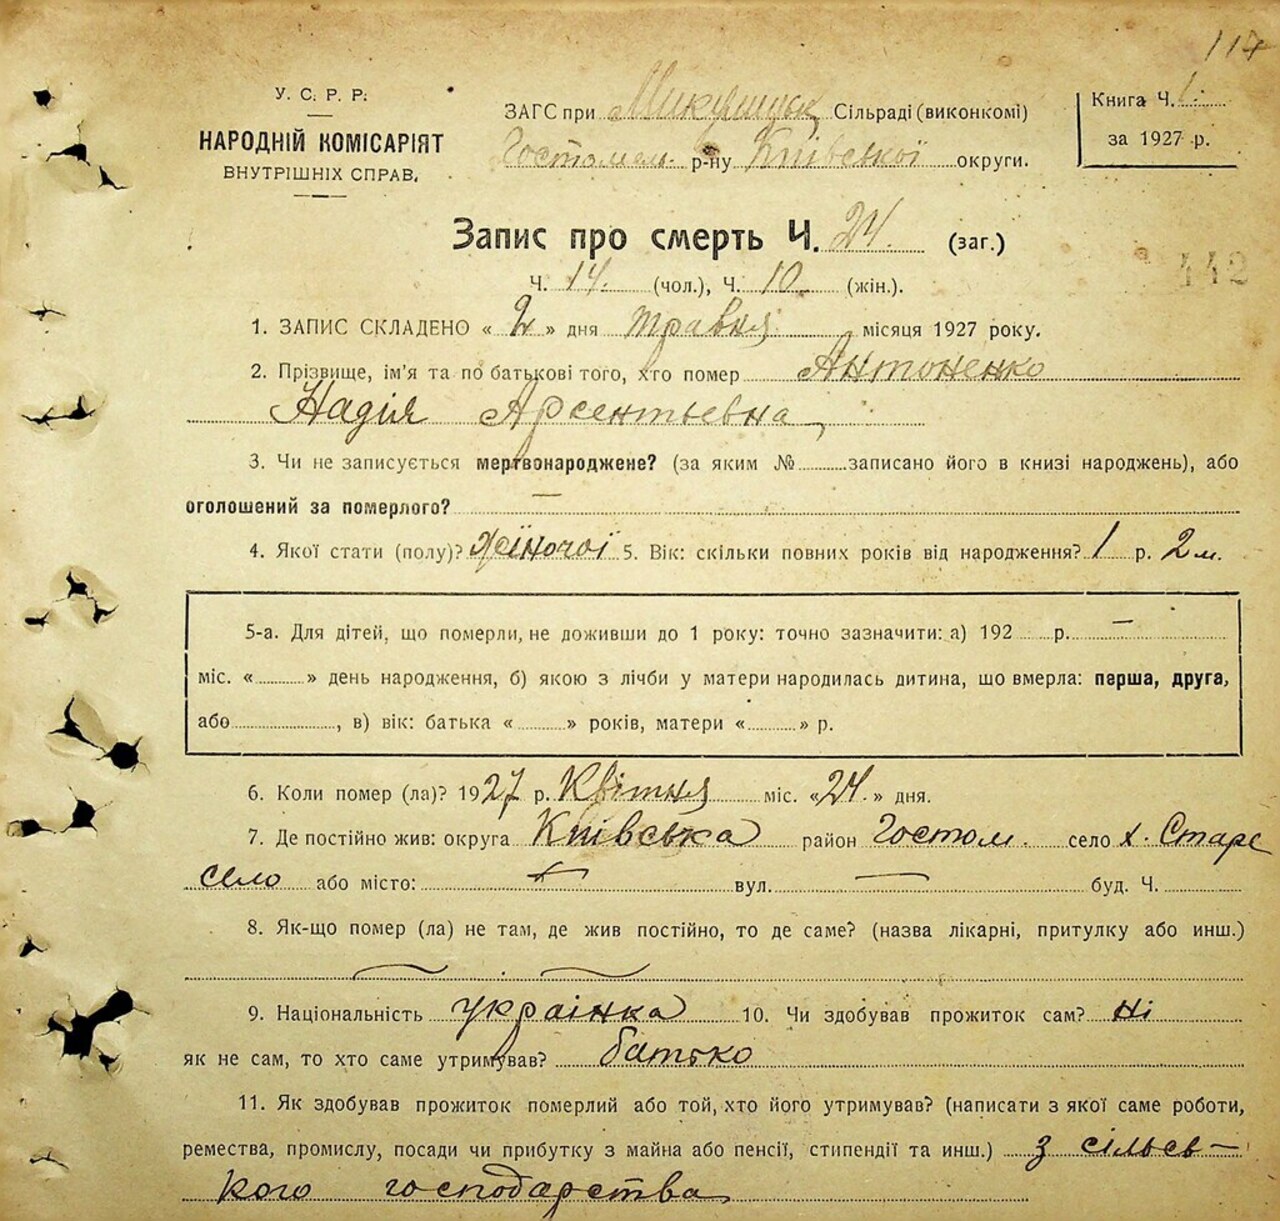 117
У. С. Р. Р.
НАРОДНІЙ КОМІСАРІЯТ
ВНУТРІШНІХ СПРАВ.
ЗАГС при Микулицьк. Сільраді (виконкомі)
Гостомел. р-ну Київської округи.
Книга Ч. 1.
за 1927 р.
Запис про смерть Ч. 24. (заг.)
442
Ч. 14. (чол.), Ч. 10 (жін.).
1. ЗАПИС СКЛАДЕНО « 2 » дня травня місяця 1927 року.
2. Прізвище, ім'я та по батькові того, хто помер Антоненко
Надія Арсентьевна
3. Чи не записується мертвонароджене? (за яким № записано його в книзі народжень), або
оголошений за померлого? —
4. Якої стати (полу)? жіночої 5. Вік: скільки повних років від народження? 1 р. 2 м.
5-а. Для дітей, що померли, не доживши до 1 року: точно зазначити: а) 192 р. —
міс. « » день народження, б) якою з лічби у матери народилась дитина, що вмерла: перша, друга,
або , в) вік: батька « » років, матери « » р.
6. Коли помер (ла)? 1927 р. Квітня міс. «24.» дня.
7. Де постійно жив: округа Київська район Гостом. село х. Старе
село або місто: — вул. — буд. Ч.
8. Як-що помер (ла) не там, де жив постійно, то де саме? (назва лікарні, притулку або инш.)
9. Національність українка 10. Чи здобував прожиток сам? ні
як не сам, то хто саме утримував? батько
11. Як здобував прожиток померлий або той, хто його утримував? (написати з якої саме роботи,
ремества, промислу, посади чи прибутку з майна або пенсії, стипендії та инш.) з сільсь-
кого господарства